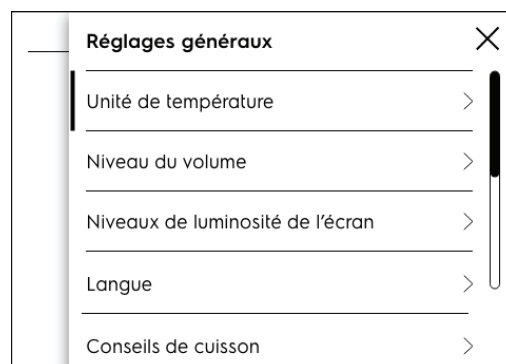 Réglages généraux
Unité de température
Niveau du volume
Niveaux de luminosité de l’écran
Langue
Conseils de cuisson